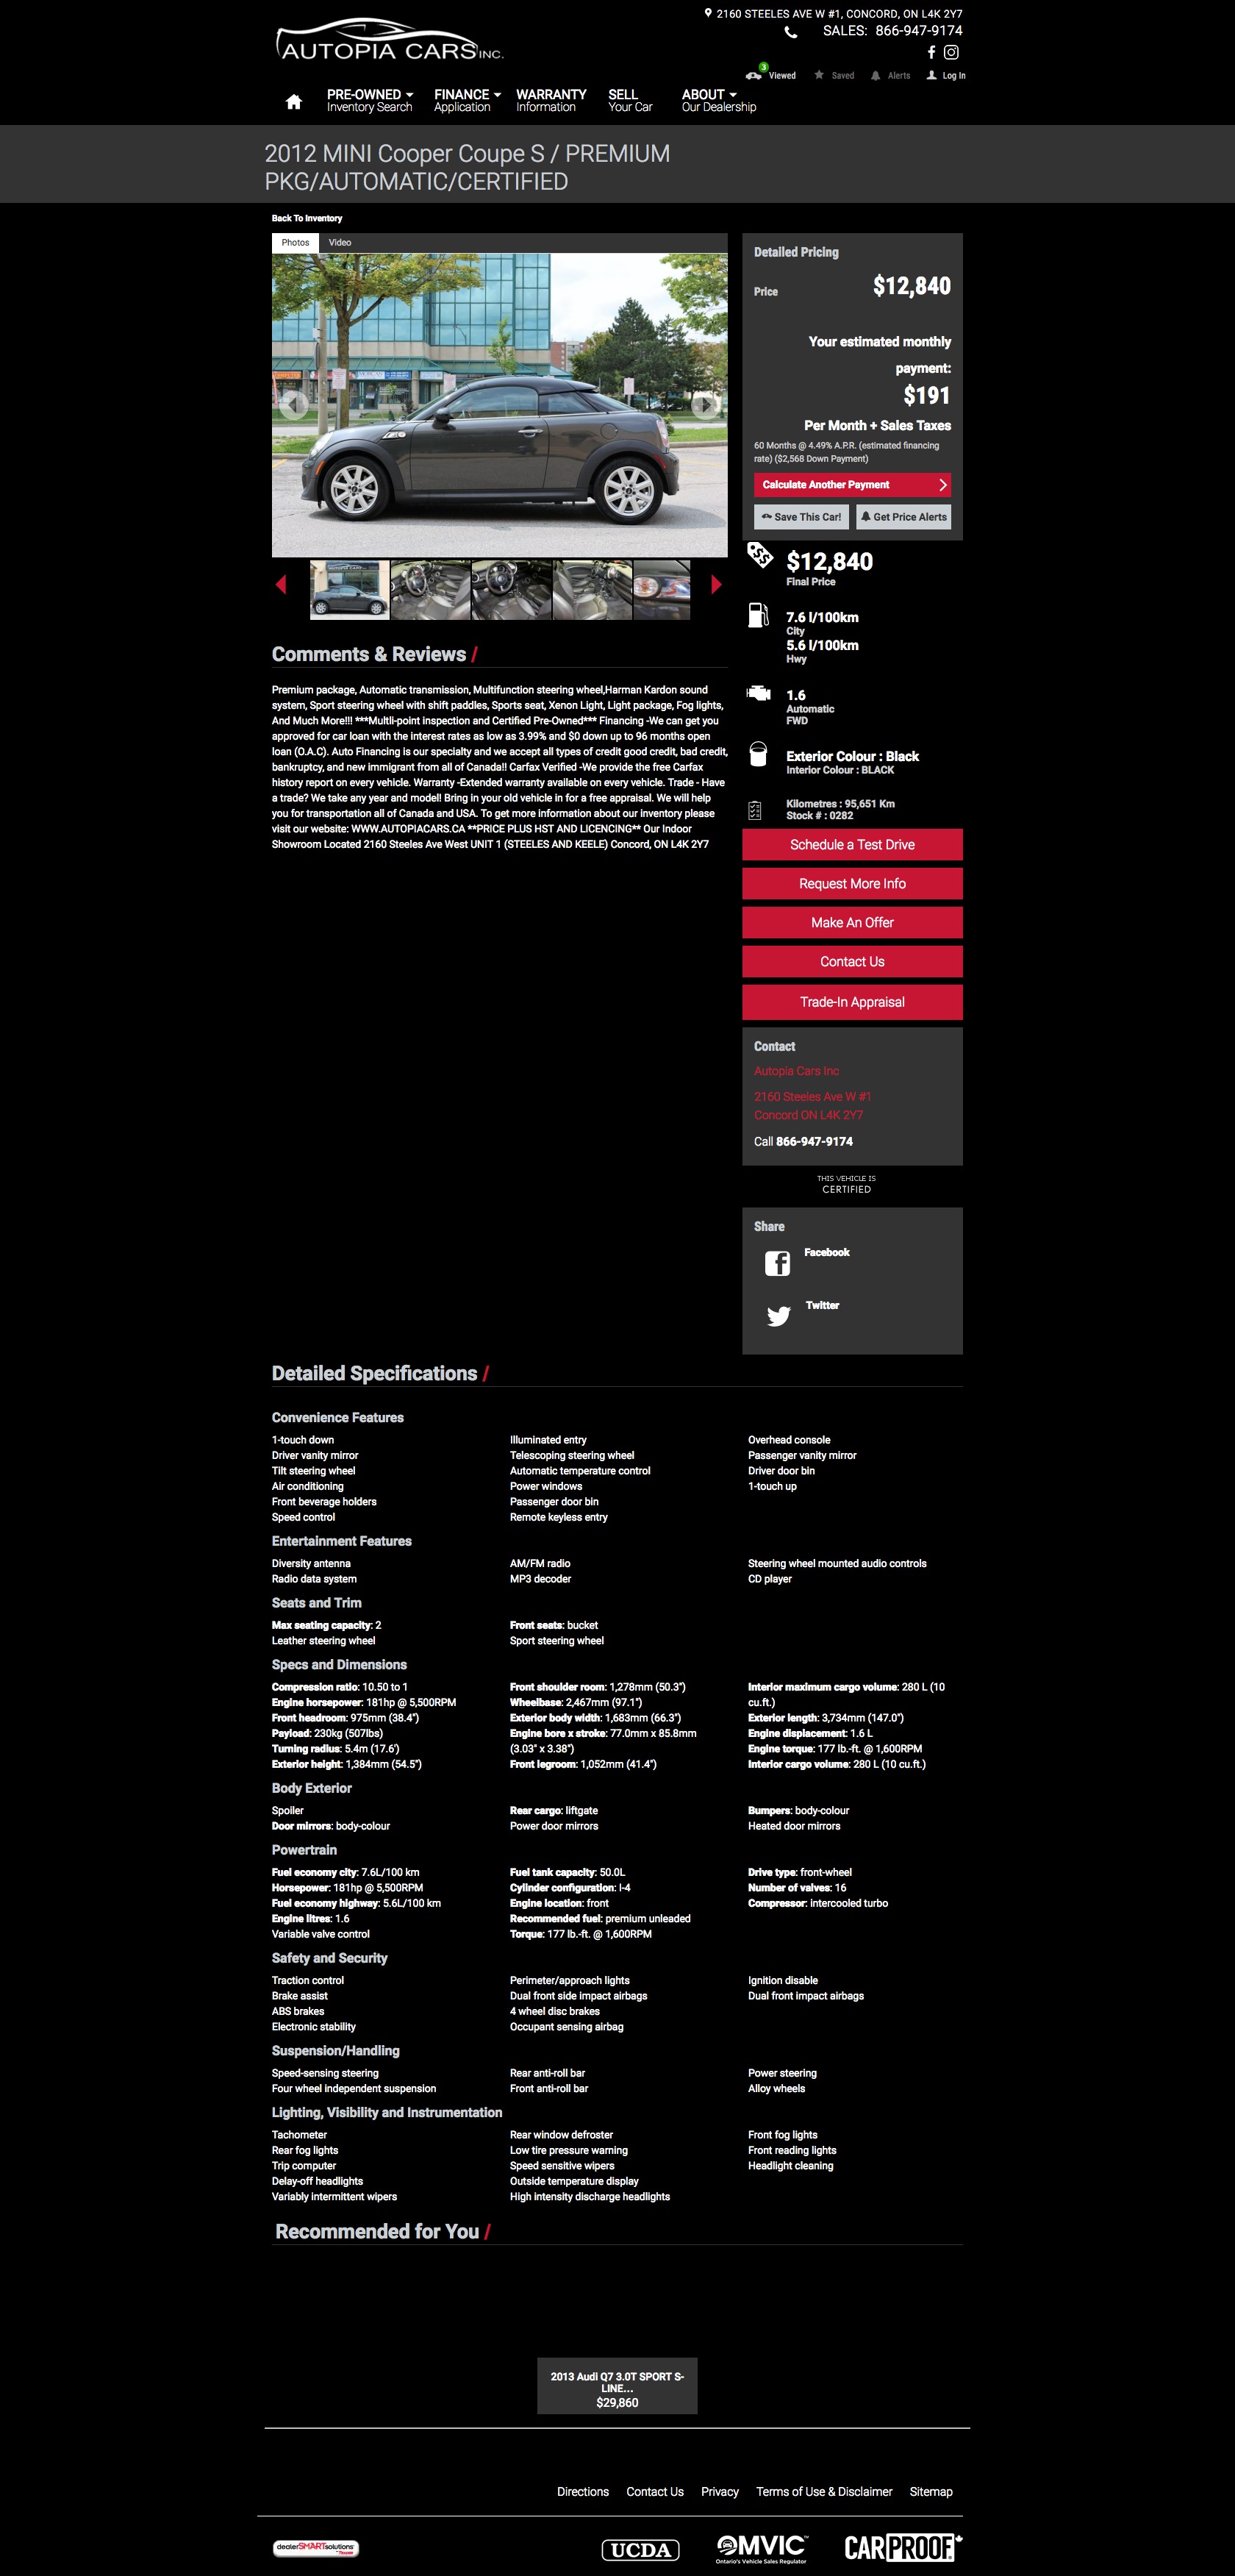 AUTOPIA CARS INC.
2160 STEELES AVE W #1, CONCORD, ON L4K 2Y7
SALES: 866-947-9174
3
Viewed
Saved
Alerts
Log In
PRE-OWNED
Inventory Search
FINANCE
Application
WARRANTY
Information
SELL
Your Car
ABOUT
Our Dealership
2012 MINI Cooper Coupe S / PREMIUM
PKG/AUTOMATIC/CERTIFIED
Back To Inventory
Photos
Video
Comments & Reviews /
Premium package, Automatic transmission, Multifunction steering wheel,Harman Kardon sound
system, Sport steering wheel with shift paddles, Sports seat, Xenon Light, Light package, Fog lights,
And Much More!!! ***Multli-point inspection and Certified Pre-Owned*** Financing -We can get you
approved for car loan with the interest rates as low as 3.99% and $0 down up to 96 months open
loan (O.A.C). Auto Financing is our specialty and we accept all types of credit good credit, bad credit,
bankruptcy, and new immigrant from all of Canada!! Carfax Verified -We provide the free Carfax
history report on every vehicle. Warranty -Extended warranty available on every vehicle. Trade - Have
a trade? We take any year and model! Bring in your old vehicle in for a free appraisal. We will help
you for transportation all of Canada and USA. To get more information about our inventory please
visit our website: WWW.AUTOPIACARS.CA **PRICE PLUS HST AND LICENCING** Our Indoor
Showroom Located 2160 Steeles Ave West UNIT 1 (STEELES AND KEELE) Concord, ON L4K 2Y7
Detailed Pricing
Price
$12,840
Your estimated monthly
payment:
$191
Per Month + Sales Taxes
60 Months @ 4.49% A.P.R. (estimated financing
rate) ($2,568 Down Payment)
Calculate Another Payment
Save This Car!
Get Price Alerts
$$
$12,840
Final Price
7.6 l/100km
City
5.6 l/100km
Hwy
1.6
Automatic
FWD
Exterior Colour : Black
Interior Colour : BLACK
Kilometres : 95,651 Km
Stock # : 0282
Schedule a Test Drive
Request More Info
Make An Offer
Contact Us
Trade-In Appraisal
Contact
Autopia Cars Inc
2160 Steeles Ave W #1
Concord ON L4K 2Y7
Call 866-947-9174
THIS VEHICLE IS
CERTIFIED
Share
Facebook
Twitter
Detailed Specifications /
Convenience Features
1-touch down
Driver vanity mirror
Tilt steering wheel
Air conditioning
Front beverage holders
Speed control
Illuminated entry
Telescoping steering wheel
Automatic temperature control
Power windows
Passenger door bin
Remote keyless entry
Overhead console
Passenger vanity mirror
Driver door bin
1-touch up
Entertainment Features
Diversity antenna
Radio data system
AM/FM radio
MP3 decoder
Steering wheel mounted audio controls
CD player
Seats and Trim
Max seating capacity: 2
Leather steering wheel
Front seats: bucket
Sport steering wheel
Specs and Dimensions
Compression ratio: 10.50 to 1
Engine horsepower: 181hp @ 5,500RPM
Front headroom: 975mm (38.4")
Payload: 230kg (507lbs)
Turning radius: 5.4m (17.6')
Exterior height: 1,384mm (54.5")
Front shoulder room: 1,278mm (50.3")
Wheelbase: 2,467mm (97.1")
Exterior body width: 1,683mm (66.3")
Engine bore x stroke: 77.0mm x 85.8mm
(3.03" x 3.38")
Front legroom: 1,052mm (41.4")
Interior maximum cargo volume: 280 L (10
cu.ft.)
Exterior length: 3,734mm (147.0")
Engine displacement: 1.6 L
Engine torque: 177 lb.-ft. @ 1,600RPM
Interior cargo volume: 280 L (10 cu.ft.)
Body Exterior
Spoiler
Door mirrors: body-colour
Rear cargo: liftgate
Power door mirrors
Bumpers: body-colour
Heated door mirrors
Powertrain
Fuel economy city: 7.6L/100 km
Horsepower: 181hp @ 5,500RPM
Fuel economy highway: 5.6L/100 km
Engine litres: 1.6
Variable valve control
Fuel tank capacity: 50.0L
Cylinder configuration: I-4
Engine location: front
Recommended fuel: premium unleaded
Torque: 177 lb.-ft. @ 1,600RPM
Drive type: front-wheel
Number of valves: 16
Compressor: intercooled turbo
Safety and Security
Traction control
Brake assist
ABS brakes
Electronic stability
Perimeter/approach lights
Dual front side impact airbags
4 wheel disc brakes
Occupant sensing airbag
Ignition disable
Dual front impact airbags
Suspension/Handling
Speed-sensing steering
Four wheel independent suspension
Rear anti-roll bar
Front anti-roll bar
Power steering
Alloy wheels
Lighting, Visibility and Instrumentation
Tachometer
Rear fog lights
Trip computer
Delay-off headlights
Variably intermittent wipers
Rear window defroster
Low tire pressure warning
Speed sensitive wipers
Outside temperature display
High intensity discharge headlights
Front fog lights
Front reading lights
Headlight cleaning
Recommended for You /
2013 Audi Q7 3.0T SPORT S-
LINE...
$29,860
Directions
Contact Us
Privacy
Terms of Use & Disclaimer
Sitemap
dealerSMARTsolutions
UCDA
OMVIC
Ontario's Vehicle Sales Regulator
CARPROOF